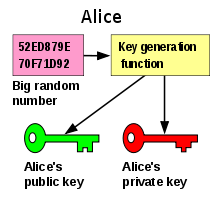 Alice
52ED879E
70F71D92
Key generation
function
Big random
number
Alice's
public key
Alice's
private key